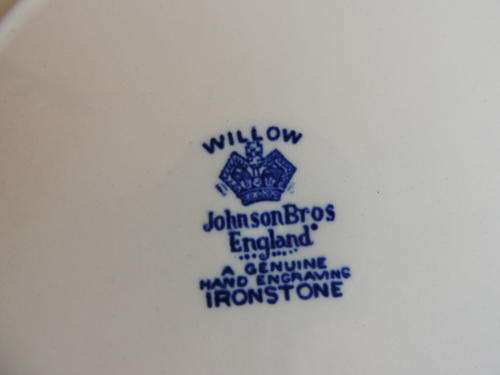 WILLOW
Johnson Bros
England
A GENUINE
HAND ENGRAVING
IRONSTONE